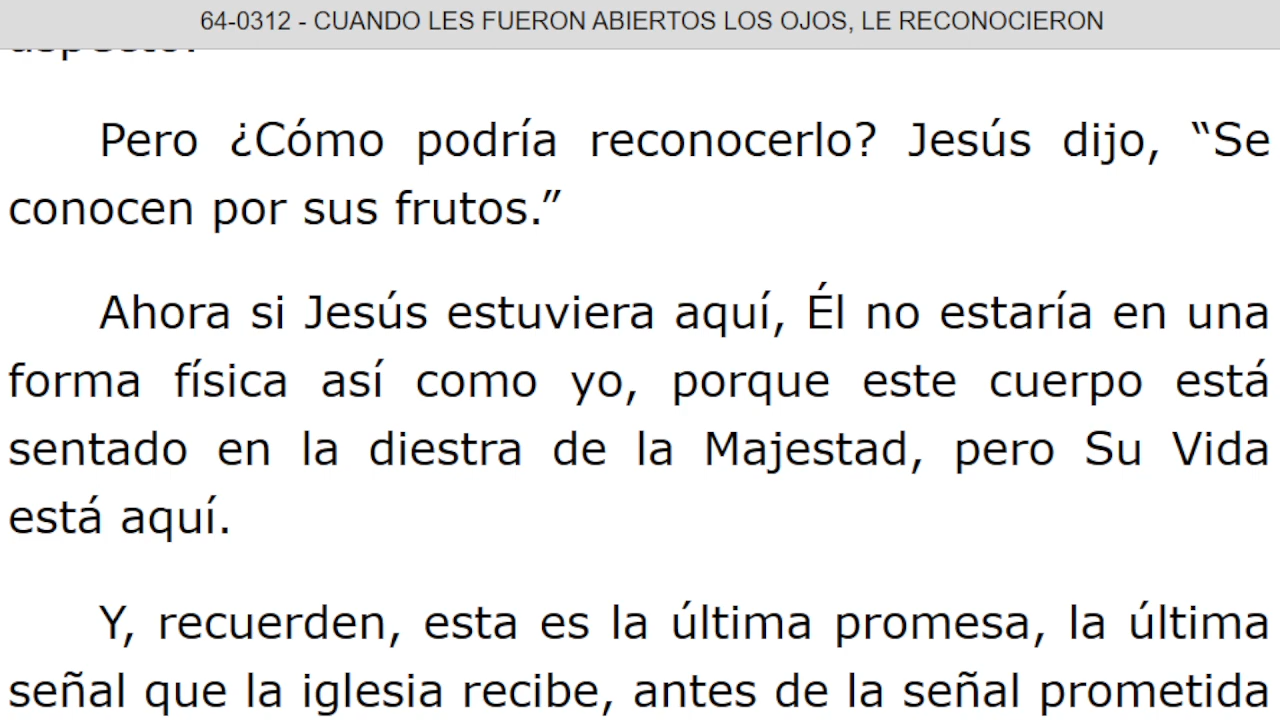 64-0312 - CUANDO LES FUERON ABIERTOS LOS OJOS, LE RECONOCIERON
Pero ¿Cómo podría reconocerlo? Jesús dijo, “Se
conocen por sus frutos.”
Ahora si Jesús estuviera aquí, Él no estaría en una
forma física así como yo, porque este cuerpo está
sentado en la diestra de la Majestad, pero Su Vida
está aquí.
Y, recuerden, esta es la última promesa, la última
señal que la iglesia recibe, antes de la señal prometida